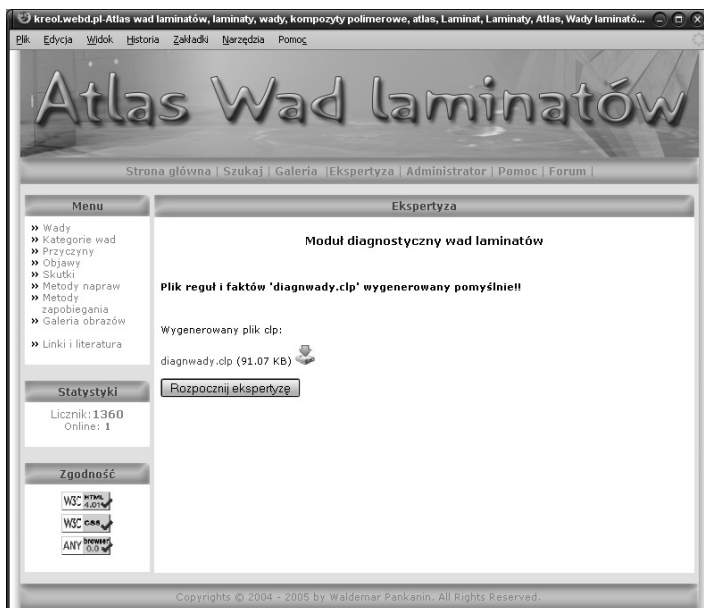 kreol.webd.pl-Atlas wad laminatów, laminaty, wady, kompozyty polimerowe, atlas, Laminat, Laminaty, Atlas, Wady laminató...
Plik Edycja Widok Historia Zakładki Narzędzia Pomoc
Atlas Wad laminatów
Strona główna | Szukaj | Galeria |Ekspertyza | Administrator | Pomoc | Forum |
Menu
» Wady
» Kategorie wad
» Przyczyny
» Objawy
» Skutki
» Metody napraw
» Metody
zapobiegania
» Galeria obrazów
» Linki i literatura
Statystyki
Licznik:1360
Online: 1
Zgodność
W3C HTML 4.01
W3C css
ANY browser 0.0
Ekspertyza
Moduł diagnostyczny wad laminatów
Plik reguł i faktów 'diagnwady.clp' wygenerowany pomyślnie!!
Wygenerowany plik clp:
diagnwady.clp (91.07 KB)
Rozpocznij ekspertyzę
Copyrights © 2004 - 2005 by Waldemar Pankanin. All Rights Reserved.